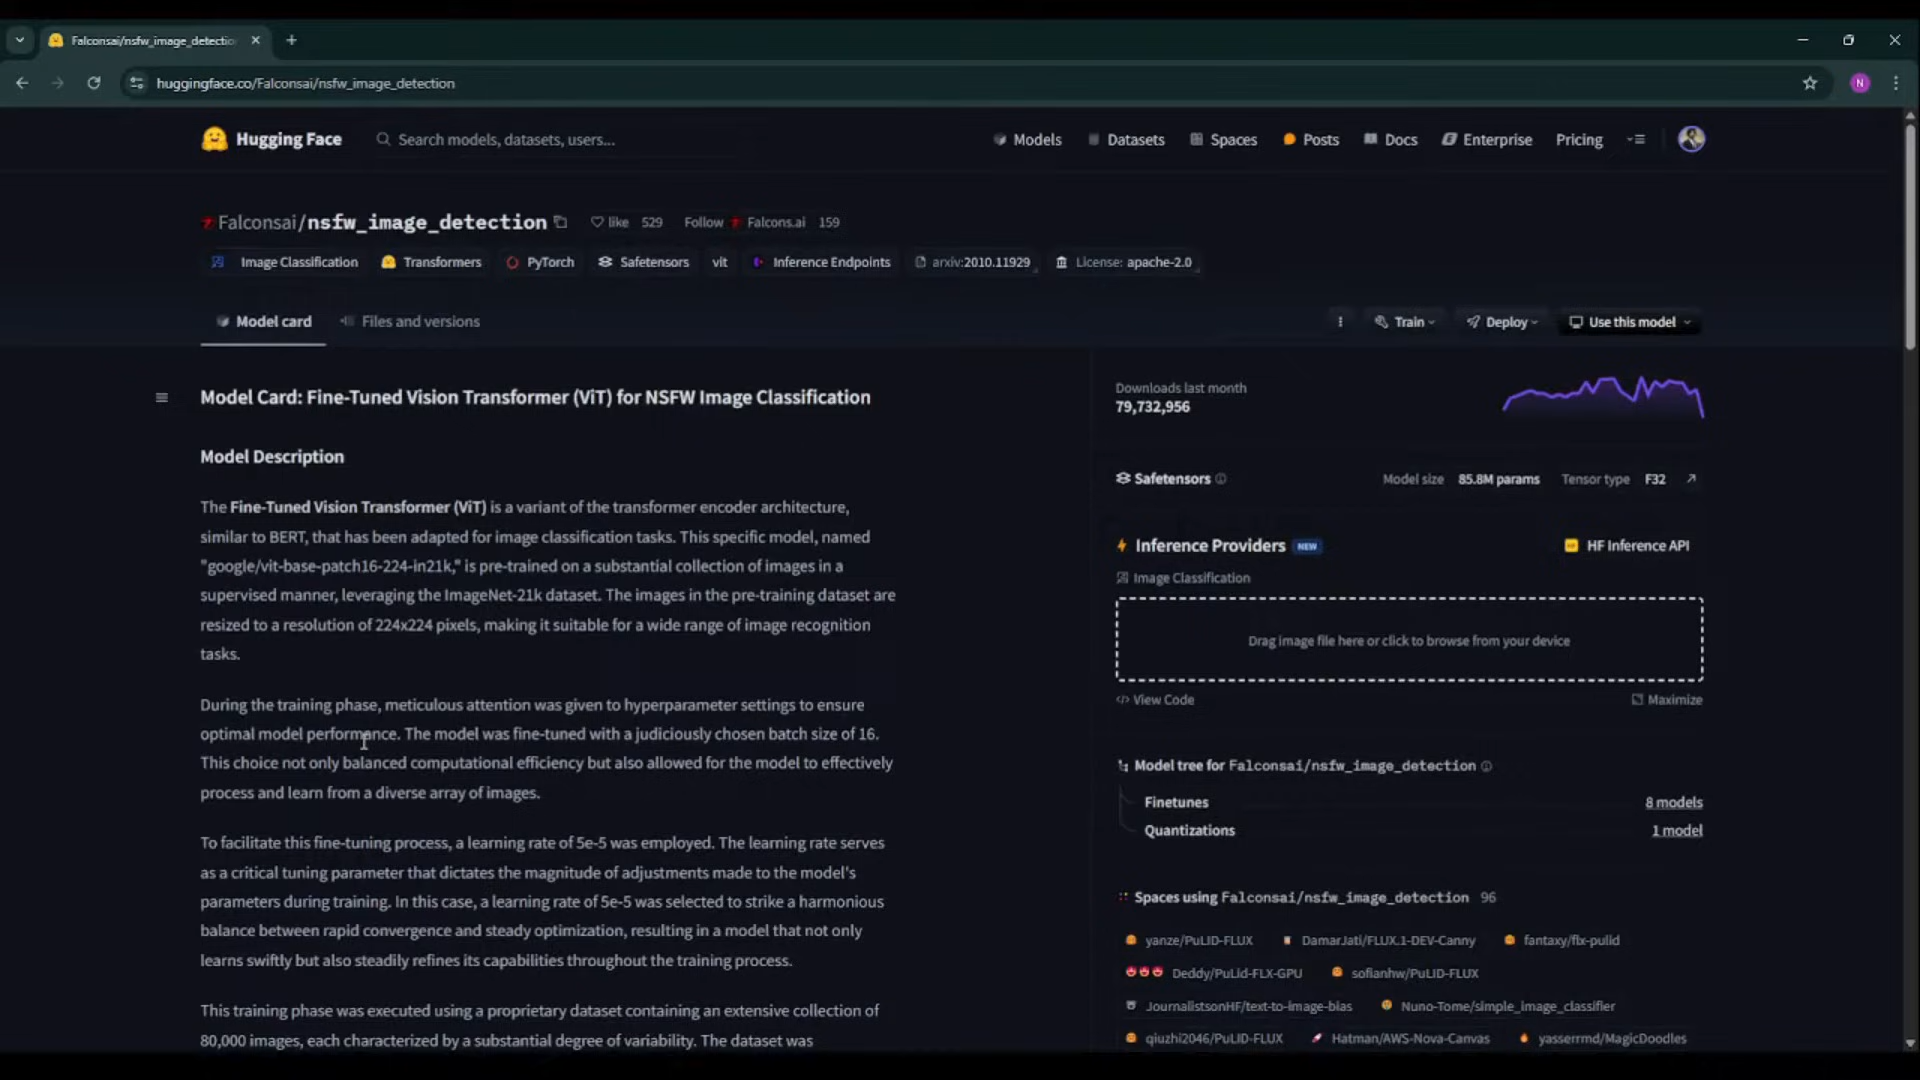 Falconsai/nsfw_image_detectio
huggingface.co/Falconsai/nsfw_image_detection
N
Hugging Face
Search models, datasets, users...
Models
Datasets
Spaces
Posts
Docs
Enterprise
Pricing
Falconsai/nsfw_image_detection
like 529
Follow Falcons.ai 159
Image Classification
Transformers
PyTorch
Safetensors
vit
Inference Endpoints
arxiv:2010.11929
License: apache-2.0
Model card
Files and versions
Train
Deploy
Use this model
Model Card: Fine-Tuned Vision Transformer (ViT) for NSFW Image Classification
Model Description
The Fine-Tuned Vision Transformer (ViT) is a variant of the transformer encoder architecture,
similar to BERT, that has been adapted for image classification tasks. This specific model, named
"google/vit-base-patch16-224-in21k," is pre-trained on a substantial collection of images in a
supervised manner, leveraging the ImageNet-21k dataset. The images in the pre-training dataset are
resized to a resolution of 224x224 pixels, making it suitable for a wide range of image recognition
tasks.
During the training phase, meticulous attention was given to hyperparameter settings to ensure
optimal model performance. The model was fine-tuned with a judiciously chosen batch size of 16.
This choice not only balanced computational efficiency but also allowed for the model to effectively
process and learn from a diverse array of images.
To facilitate this fine-tuning process, a learning rate of 5e-5 was employed. The learning rate serves
as a critical tuning parameter that dictates the magnitude of adjustments made to the model's
parameters during training. In this case, a learning rate of 5e-5 was selected to strike a harmonious
balance between rapid convergence and steady optimization, resulting in a model that not only
learns swiftly but also steadily refines its capabilities throughout the training process.
This training phase was executed using a proprietary dataset containing an extensive collection of
80,000 images, each characterized by a substantial degree of variability. The dataset was
Downloads last month
79,732,956
Safetensors
Model size 85.8M params
Tensor type F32
Inference Providers NEW
HF Inference API
Image Classification
Drag image file here or click to browse from your device
View Code
Maximize
Model tree for Falconsai/nsfw_image_detection
Finetunes 8 models
Quantizations 1 model
Spaces using Falconsai/nsfw_image_detection 96
yanze/PuLID-FLUX
DamarJati/FLUX.1-DEV-Canny
fantaxy/flx-pulid
Deddy/PuLid-FLX-GPU
sofianhw/PuLID-FLUX
JournalistsonHF/text-to-image-bias
Nuno-Tome/simple_image_classifier
qiuzhi2046/PuLID-FLUX
Hatman/AWS-Nova-Canvas
yasserrmd/MagicDoodles